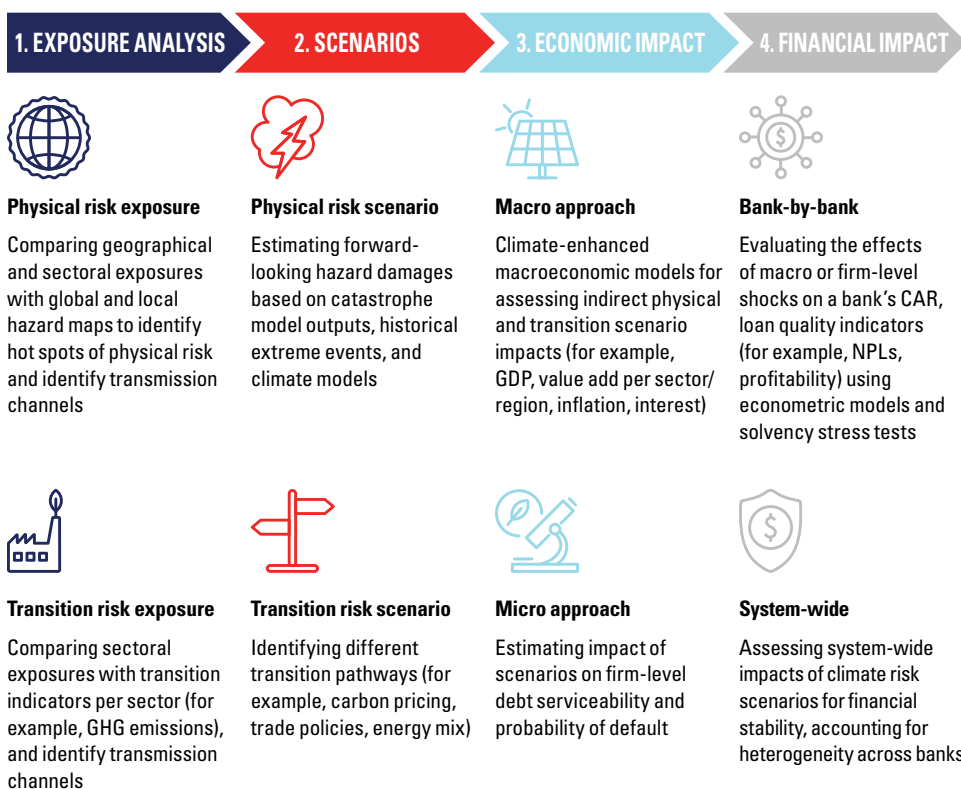 1. EXPOSURE ANALYSIS
2. SCENARIOS
3. ECONOMIC IMPACT
4. FINANCIAL IMPACT
Physical risk exposure
Comparing geographical
and sectoral exposures
with global and local
hazard maps to identify
hot spots of physical risk
and identify transmission
channels
Physical risk scenario
Estimating forward-
looking hazard damages
based on catastrophe
model outputs, historical
extreme events, and
climate models
Macro approach
Climate-enhanced
macroeconomic models for
assessing indirect physical
and transition scenario
impacts (for example,
GDP, value add per sector/
region, inflation, interest)
Bank-by-bank
Evaluating the effects
of macro or firm-level
shocks on a bank's CAR,
loan quality indicators
(for example, NPLs,
profitability) using
econometric models and
solvency stress tests
Transition risk exposure
Comparing sectoral
exposures with transition
indicators per sector (for
example, GHG emissions),
and identify transmission
channels
Transition risk scenario
Identifying different
transition pathways (for
example, carbon pricing,
trade policies, energy mix)
Micro approach
Estimating impact of
scenarios on firm-level
debt serviceability and
probability of default
System-wide
Assessing system-wide
impacts of climate risk
scenarios for financial
stability, accounting for
heterogeneity across banks